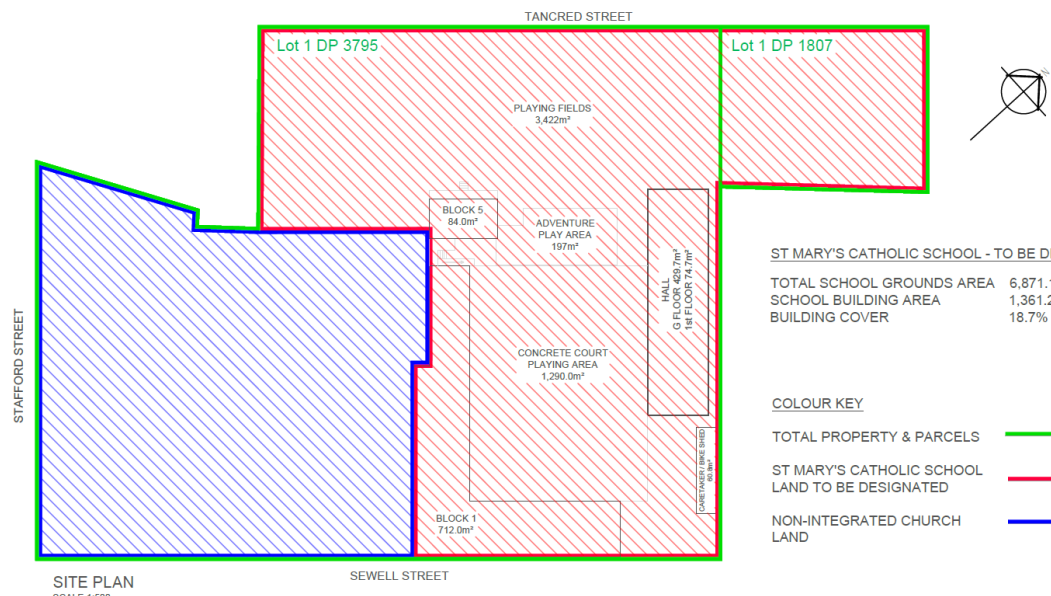 TANCRED STREET
Lot 1 DP 3795
Lot 1 DP 1807
N
PLAYING FIELDS
3,422m²
BLOCK 5
84.0m²
ADVENTURE
PLAY AREA
197m²
HALL
G FLOOR 429.7m²
1st FLOOR 74.7m²
ST MARY'S CATHOLIC SCHOOL - TO BE
TOTAL SCHOOL GROUNDS AREA 6,871.
SCHOOL BUILDING AREA 1,361.2
BUILDING COVER 18.7%
STAFFORD STREET
CONCRETE COURT
PLAYING AREA
1,290.0m²
COLOUR KEY
TOTAL PROPERTY & PARCELS
ST MARY'S CATHOLIC SCHOOL
LAND TO BE DESIGNATED
NON-INTEGRATED CHURCH
LAND
CARETAKER / BIKE SHED
60.8m²
BLOCK 1
712.0m²
SEWELL STREET
SITE PLAN